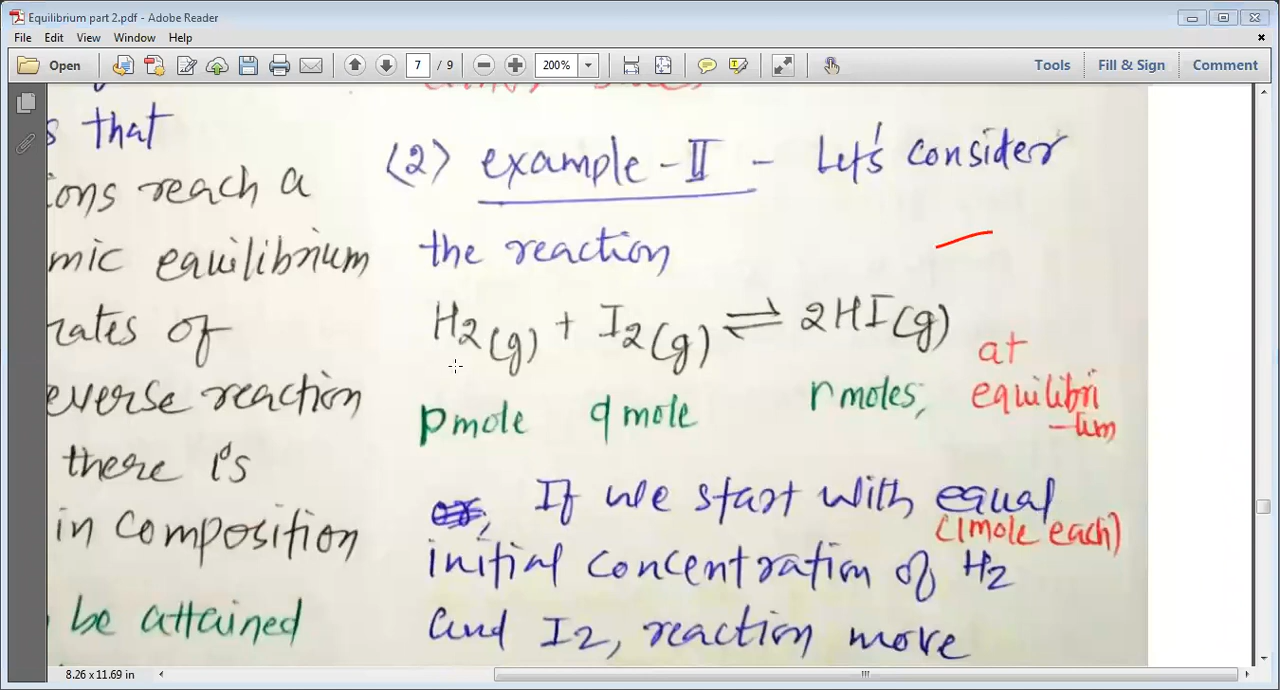 Equilibrium part 2.pdf - Adobe Reader
File Edit View Window Help
Open 7 / 9 200% Tools Fill & Sign Comment
s that
ions reach a
mic equilibrium
rates of
everse reaction
there is
in composition
be attained
(2) example - II - Let's consider
the reaction
H2(g) + I2(g) ⇌ 2HI(g)
p mole q mole r moles, at
equilibri
-um
If we start with equal
(1mole each)
initial concentration of H2
and I2, reaction move
8.26 x 11.69 in